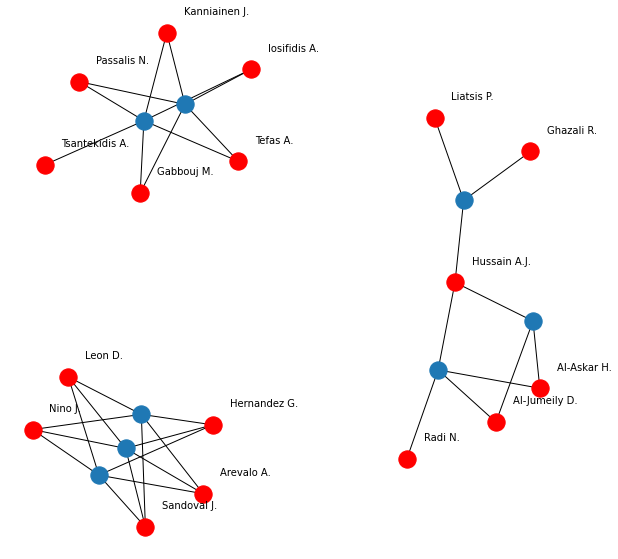 Kanniainen J.
Iosifidis A.
Passalis N.
Tsantekidis A.
Tefas A.
Gabbouj M.
Liatsis P.
Ghazali R.
Hussain A.J.
Al-Askar H.
Al-Jumeily D.
Radi N.
Leon D.
Nino J.
Hernandez G.
Arevalo A.
Sandoval J.